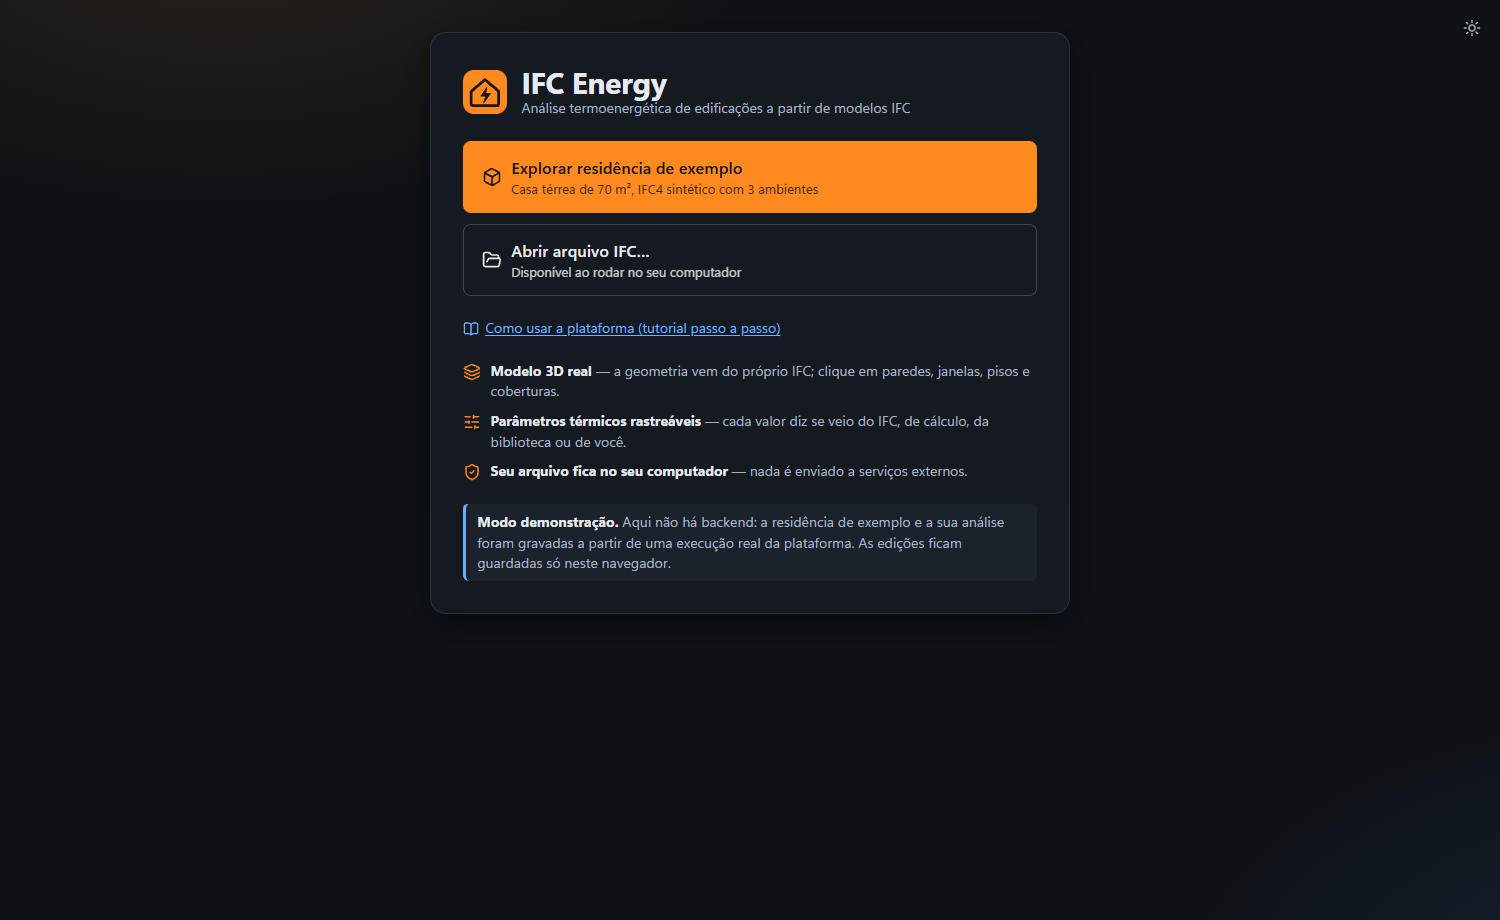 IFC Energy
Análise termoenergética de edificações a partir de modelos IFC
Explorar residência de exemplo
Casa térrea de 70 m², IFC4 sintético com 3 ambientes
Abrir arquivo IFC...
Disponível ao rodar no seu computador
Como usar a plataforma (tutorial passo a passo)
Modelo 3D real — a geometria vem do próprio IFC; clique em paredes, janelas, pisos e
coberturas.
Parâmetros térmicos rastreáveis — cada valor diz se veio do IFC, de cálculo, da
biblioteca ou de você.
Seu arquivo fica no seu computador — nada é enviado a serviços externos.
Modo demonstração. Aqui não há backend: a residência de exemplo e a sua análise
foram gravadas a partir de uma execução real da plataforma. As edições ficam
guardadas só neste navegador.